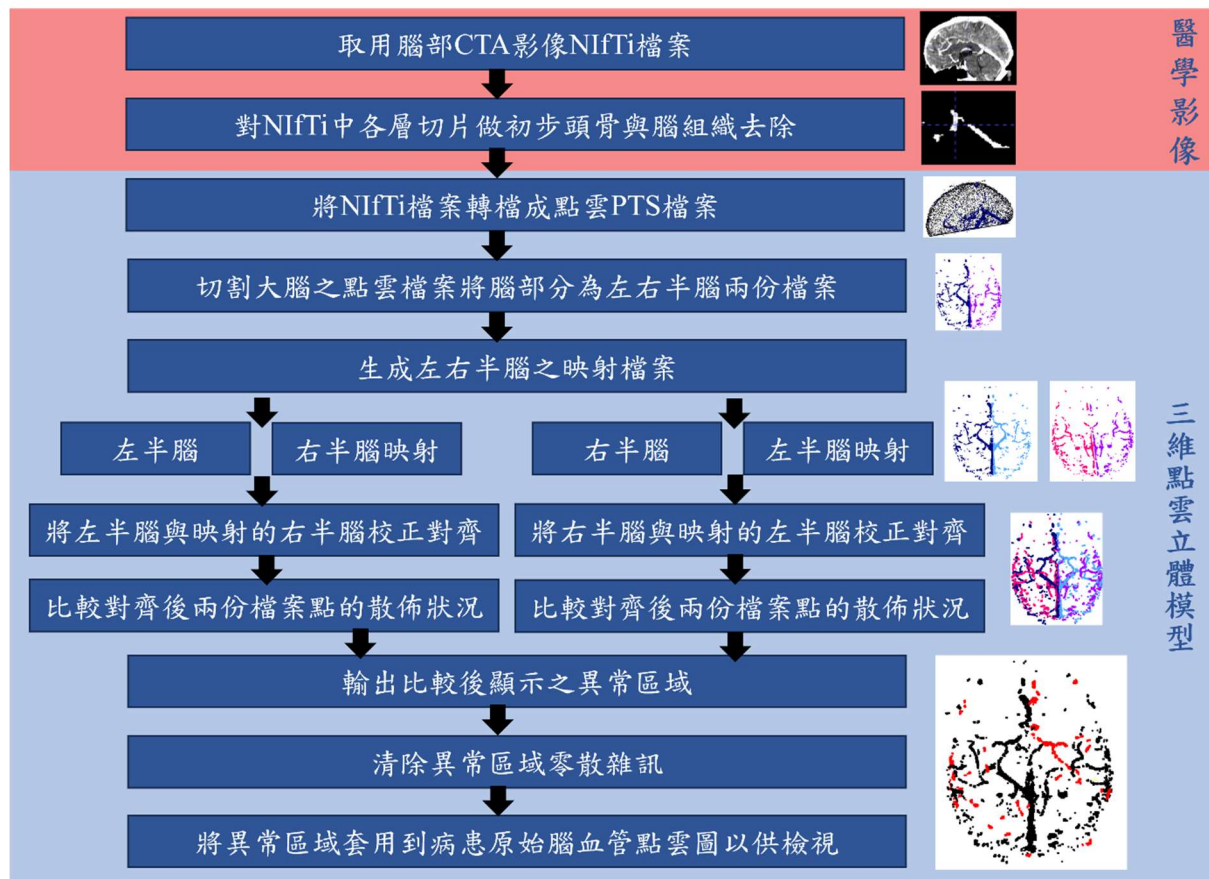 取用腦部CTA影像NIfTi檔案
對NIfTi中各層切片做初步頭骨與腦組織去除
醫學影像
將NIfTi檔案轉檔成點雲PTS檔案
切割大腦之點雲檔案將腦部分為左右半腦兩份檔案
生成左右半腦之映射檔案
左半腦
右半腦映射
右半腦
左半腦映射
將左半腦與映射的右半腦校正對齊
將右半腦與映射的左半腦校正對齊
比較對齊後兩份檔案點的散佈狀況
比較對齊後兩份檔案點的散佈狀況
輸出比較後顯示之異常區域
清除異常區域零散雜訊
將異常區域套用到病患原始腦血管點雲圖以供檢視
三維點雲立體模型